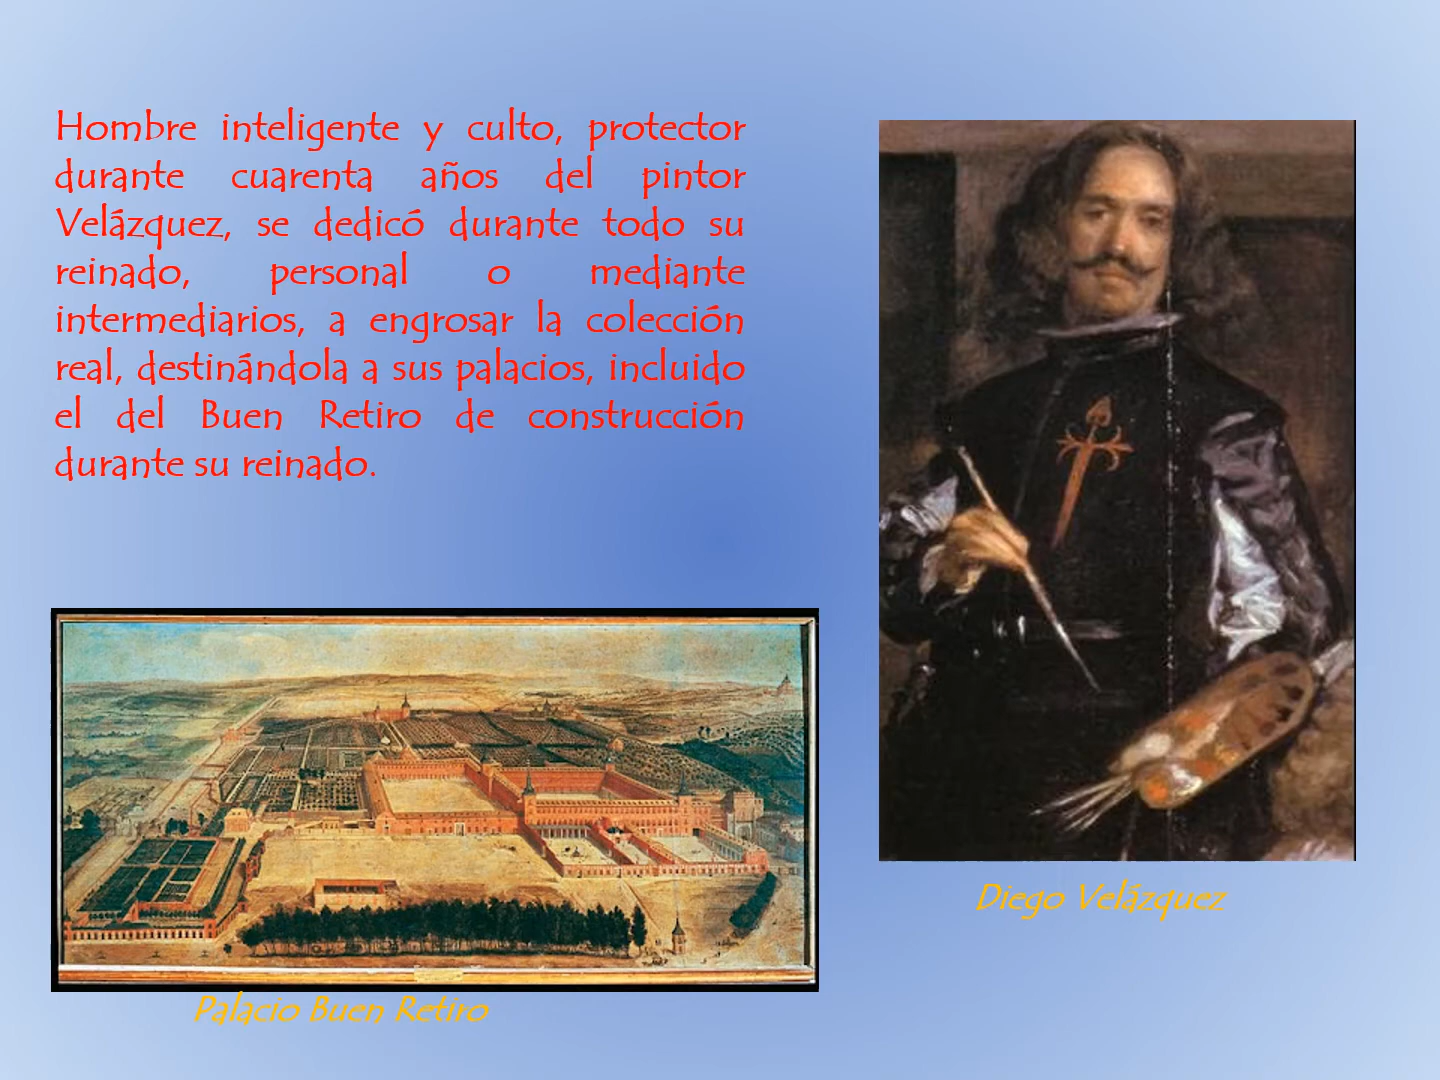 Hombre inteligente y culto, protector
durante cuarenta años del pintor
Velázquez, se dedicó durante todo su
reinado, personal o mediante
intermediarios, a engrosar la colección
real, destinándola a sus palacios, incluido
el del Buen Retiro de construcción
durante su reinado.
Diego Velázquez
Palacio Buen Retiro